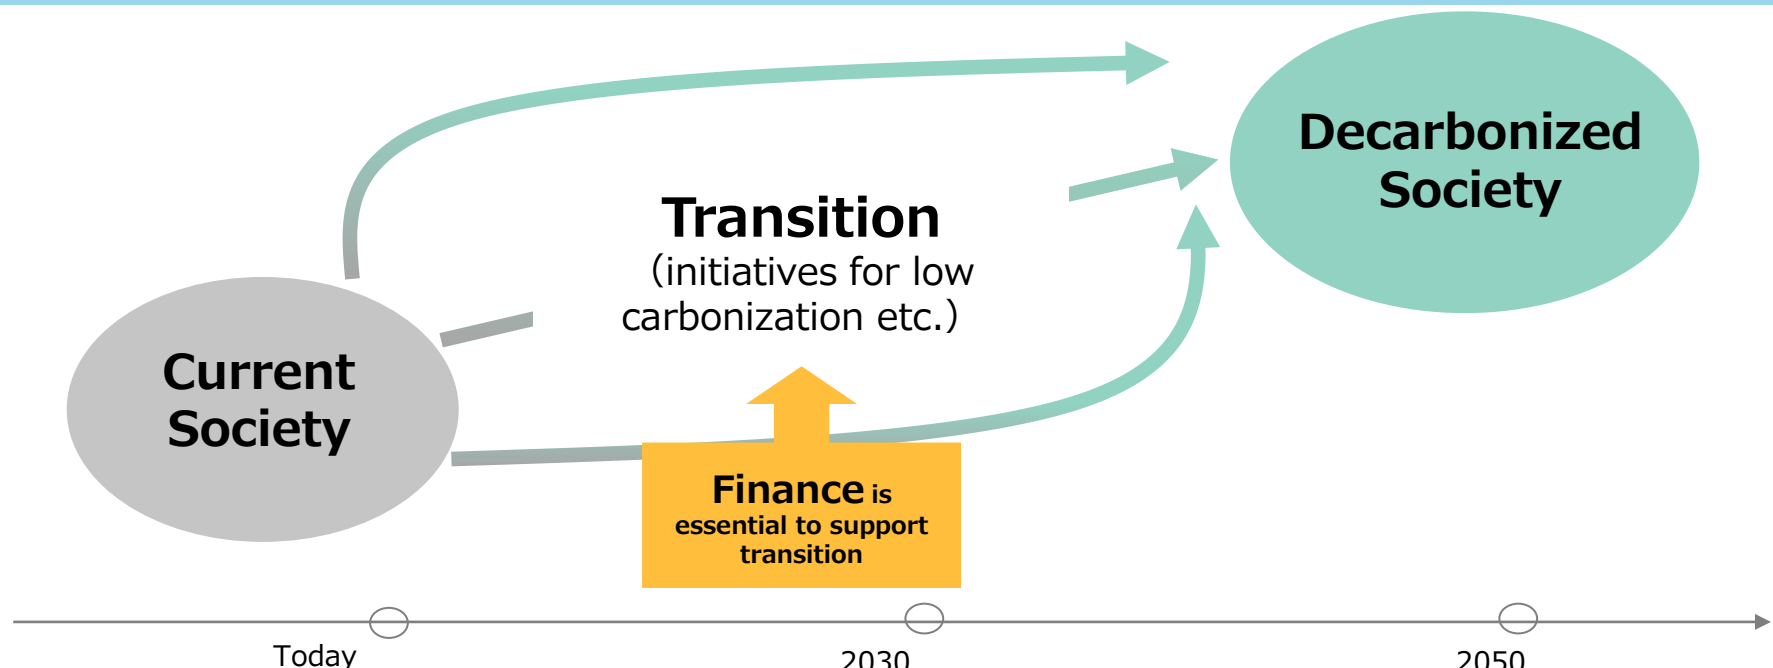 Decarbonized
Society
Transition
（initiatives for low
carbonization etc.）
Current
Society
Finance is
essential to support
transition
Today
2030
2050